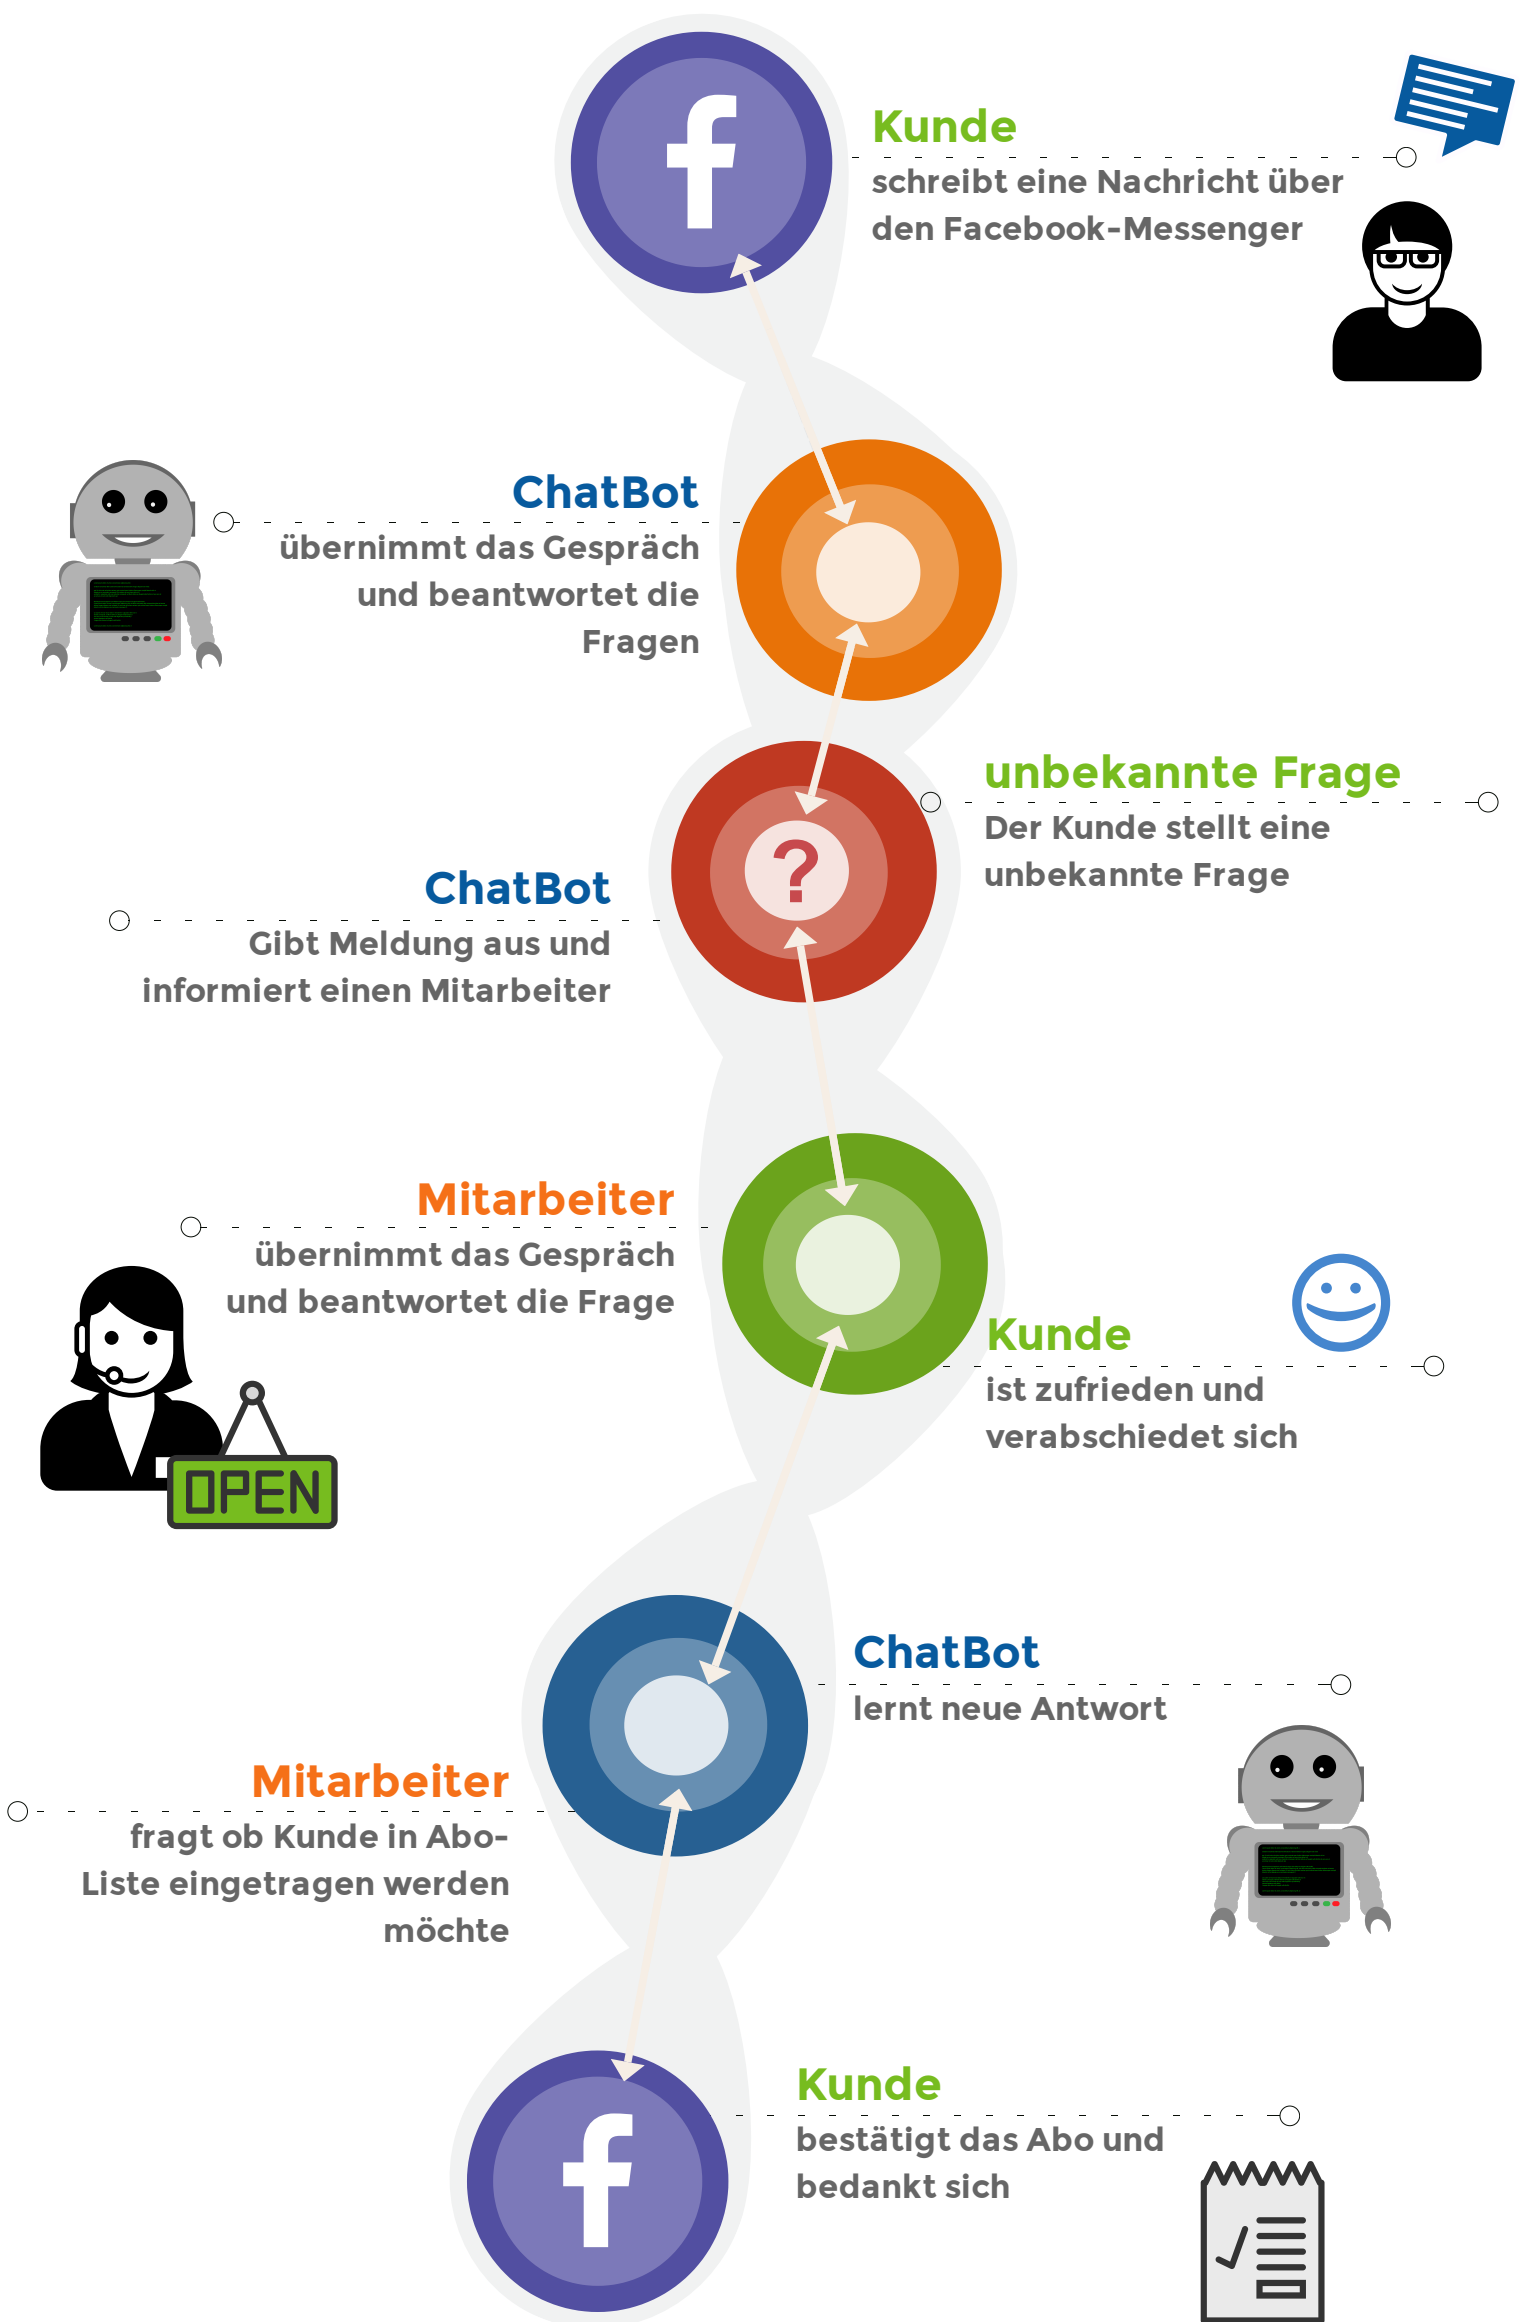 Kunde
schreibt eine Nachricht über
den Facebook-Messenger
ChatBot
übernimmt das Gespräch
und beantwortet die
Fragen
unbekannte Frage
Der Kunde stellt eine
unbekannte Frage
?
ChatBot
Gibt Meldung aus und
informiert einen Mitarbeiter
Mitarbeiter
übernimmt das Gespräch
und beantwortet die Frage
Kunde
ist zufrieden und
verabschiedet sich
OPEN
ChatBot
lernt neue Antwort
Mitarbeiter
fragt ob Kunde in Abo-
Liste eingetragen werden
möchte
Kunde
bestätigt das Abo und
bedankt sich